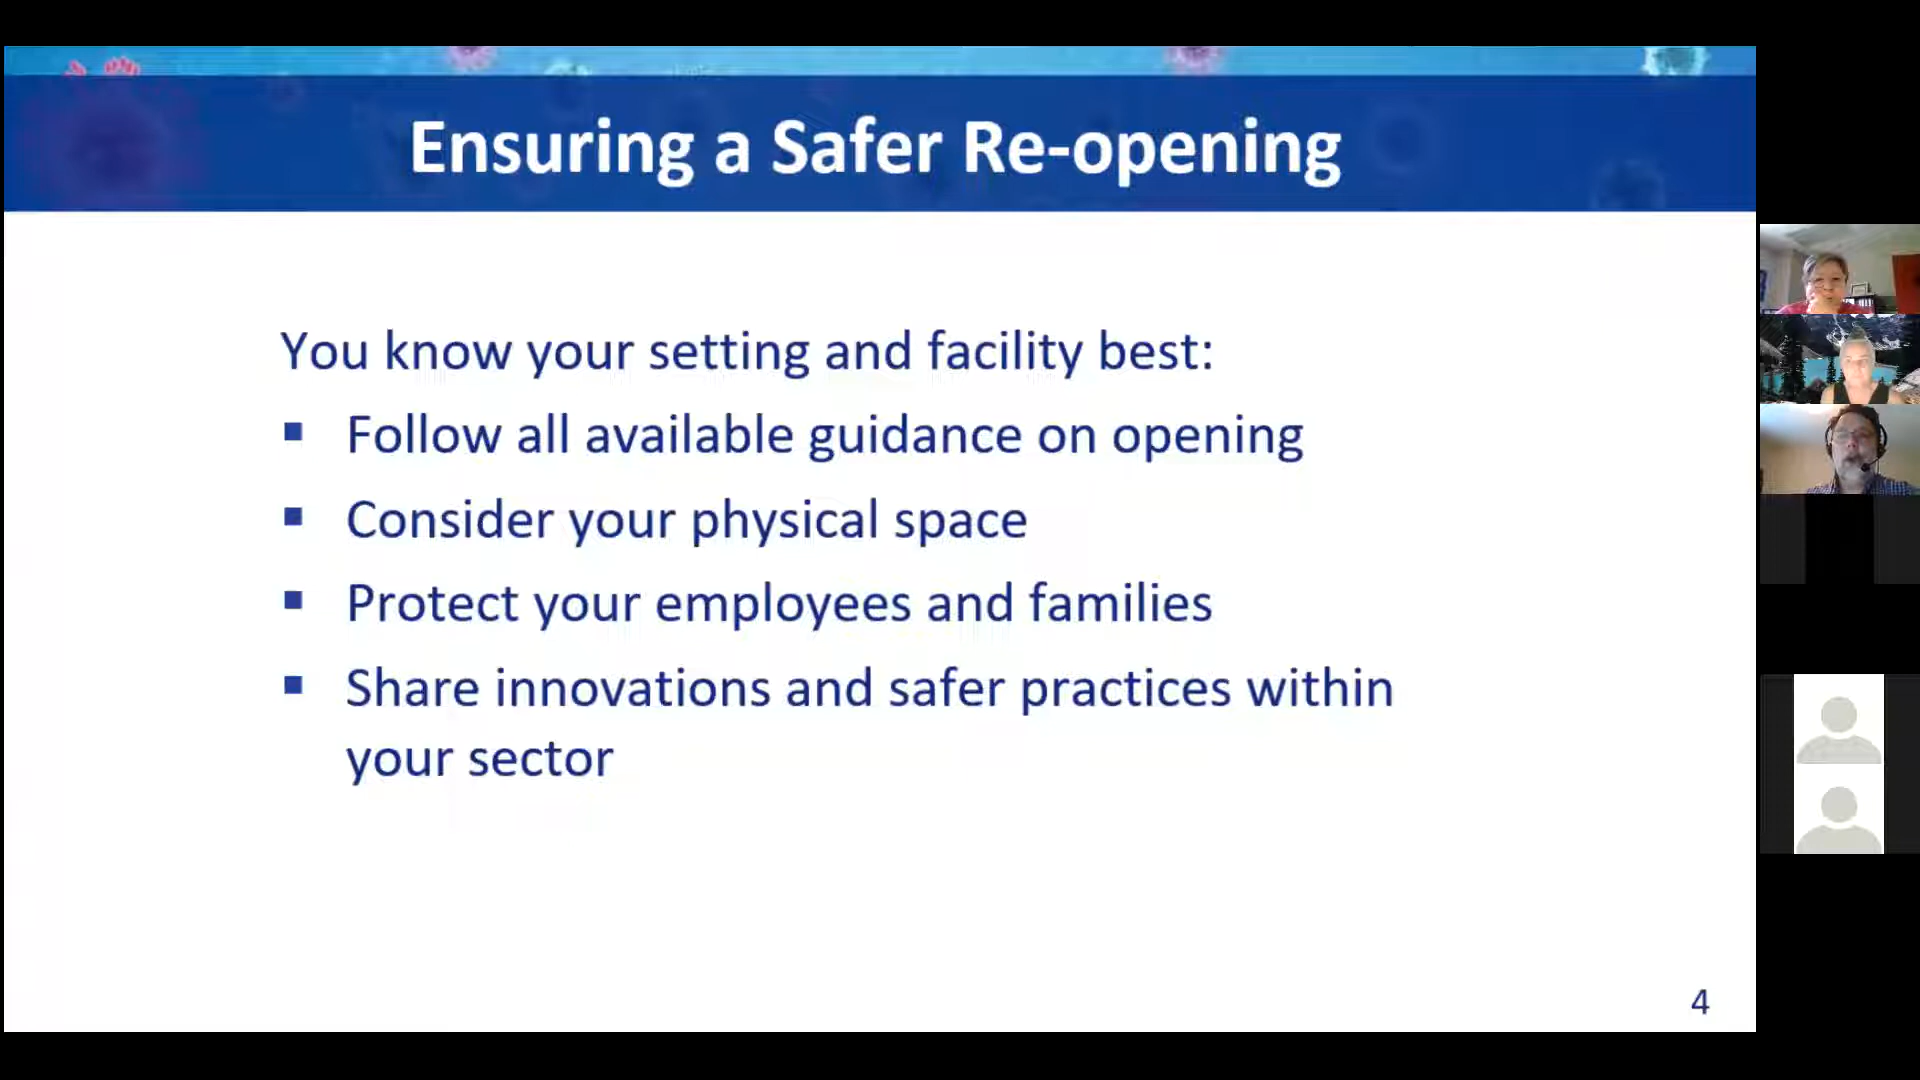 Ensuring a Safer Re-opening
You know your setting and facility best:
▪ Follow all available guidance on opening
▪ Consider your physical space
▪ Protect your employees and families
▪ Share innovations and safer practices within
your sector
4